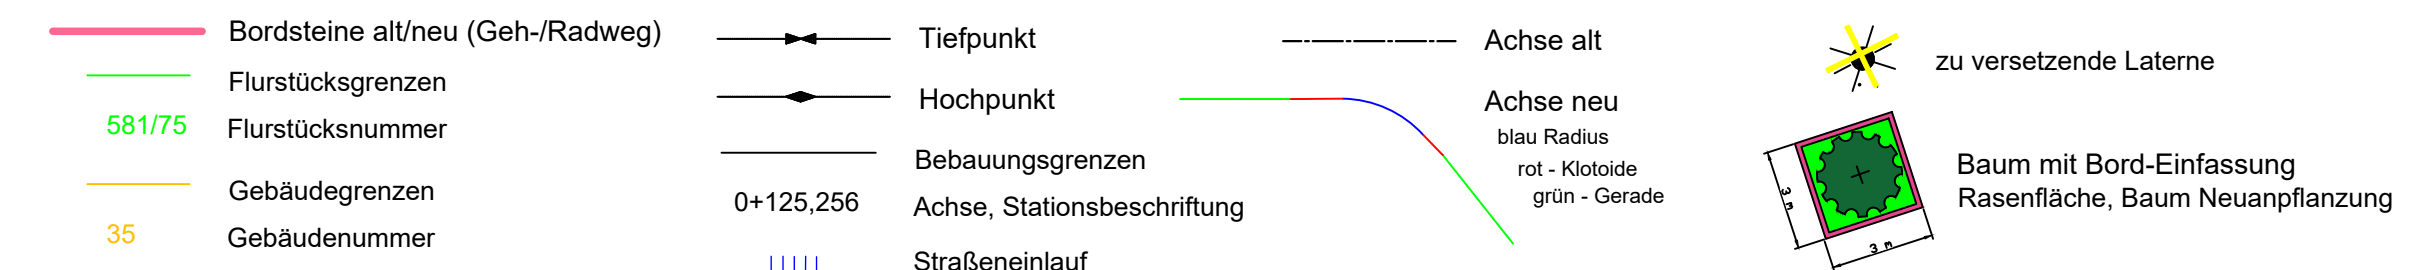 Bordsteine alt/neu (Geh-/Radweg)
Flurstücksgrenzen
581/75 Flurstücksnummer
Gebäudegrenzen
35 Gebäudenummer
Tiefpunkt
Hochpunkt
Bebauungsgrenzen
0+125,256 Achse, Stationsbeschriftung
Straßeneinlauf
Achse alt
Achse neu
blau Radius
rot - Klotoide
grün - Gerade
zu versetzende Laterne
3 m
3 m
Baum mit Bord-Einfassung
Rasenfläche, Baum Neuanpflanzung